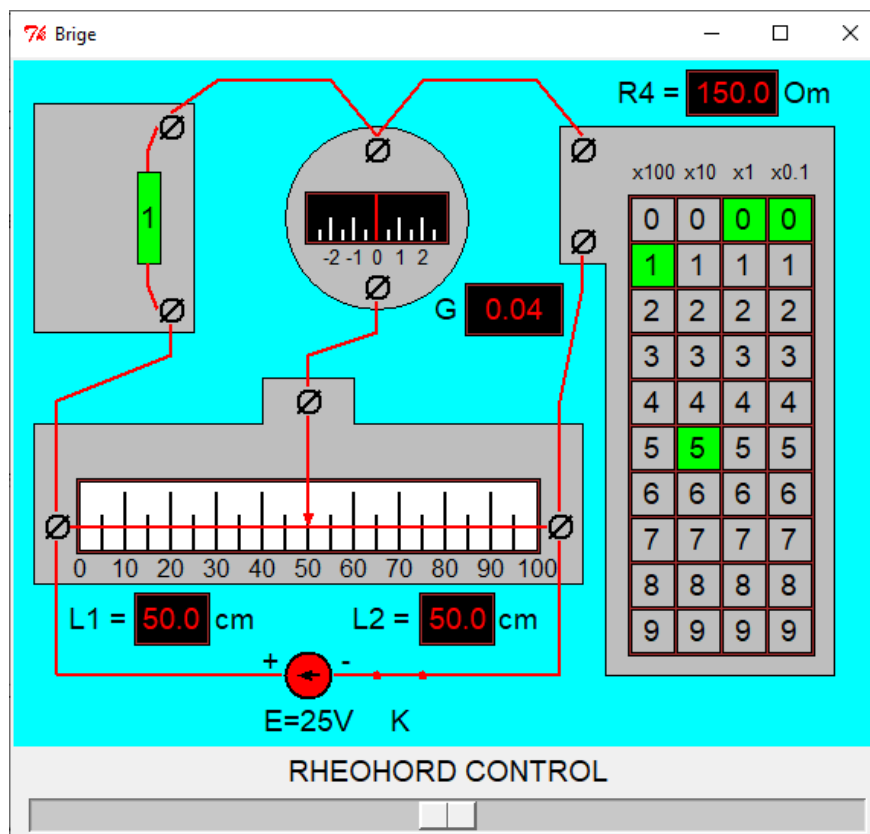 Brige
R4 = 150.0 Om
x100 x10 x1 x0.1
1
0 0 0 0
-2 -1 0 1 2
1 1 1 1
G 0.04
2 2 2 2
3 3 3 3
4 4 4 4
5 5 5 5
6 6 6 6
7 7 7 7
0 10 20 30 40 50 60 70 80 90 100
8 8 8 8
L1 = 50.0 cm L2 = 50.0 cm
9 9 9 9
+ -
E=25V K
RHEOHORD CONTROL